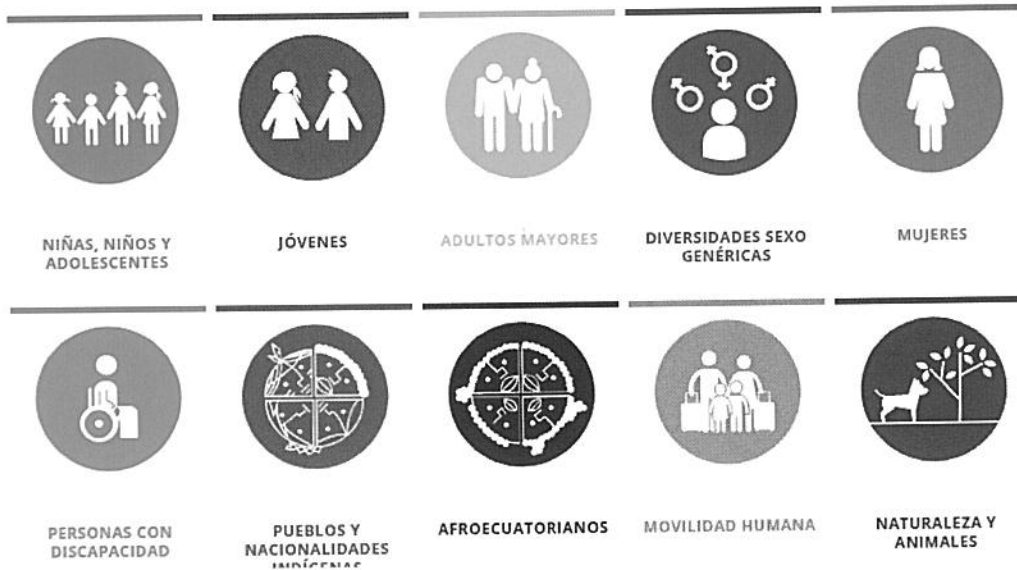 NIÑAS, NIÑOS Y
ADOLESCENTES
JÓVENES
ADULTOS MAYORES
DIVERSIDADES SEXO
GENÉRICAS
MUJERES
PERSONAS CON
DISCAPACIDAD
PUEBLOS Y
NACIONALIDADES
INDÍGENAS
AFROECUATORIANOS
MOVILIDAD HUMANA
NATURALEZA Y
ANIMALES